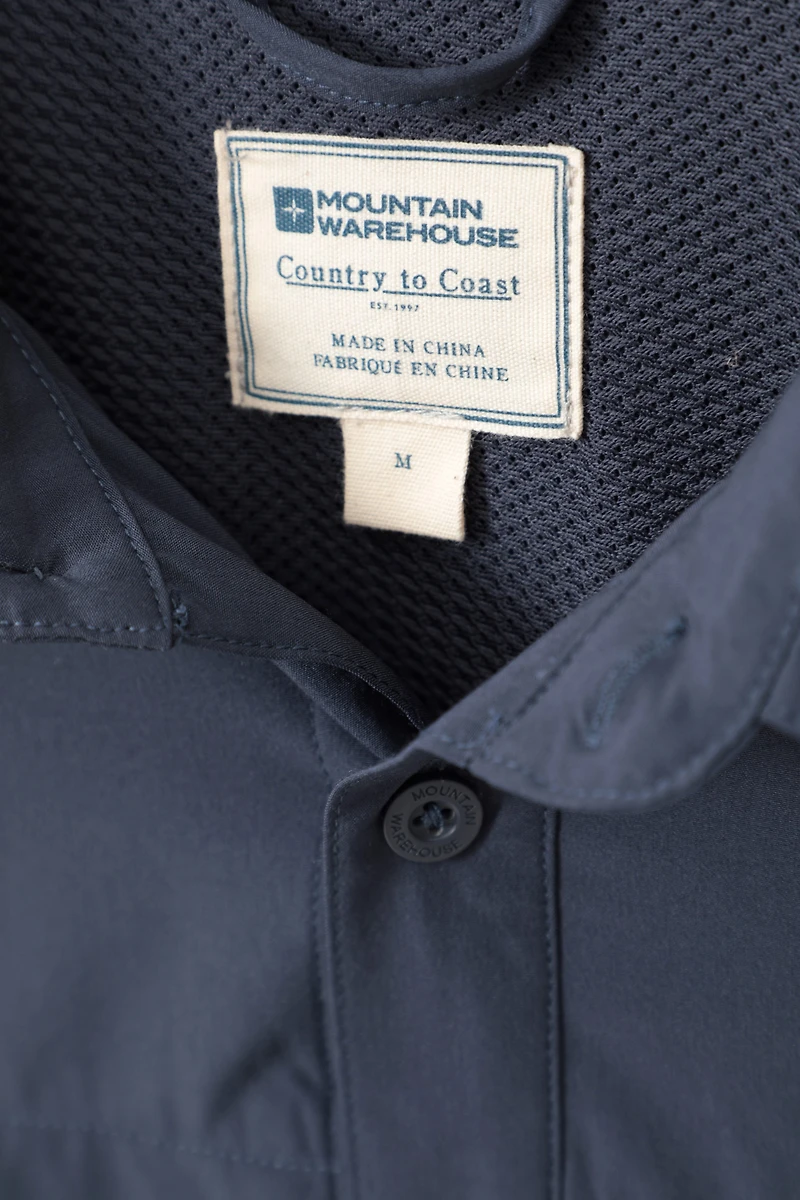 MOUNTAIN
WAREHOUSE
Country to Coast
EST. 1997
MADE IN CHINA
FABRIQUÉ EN CHINE
M
MOUNTAIN
WAREHOUSE